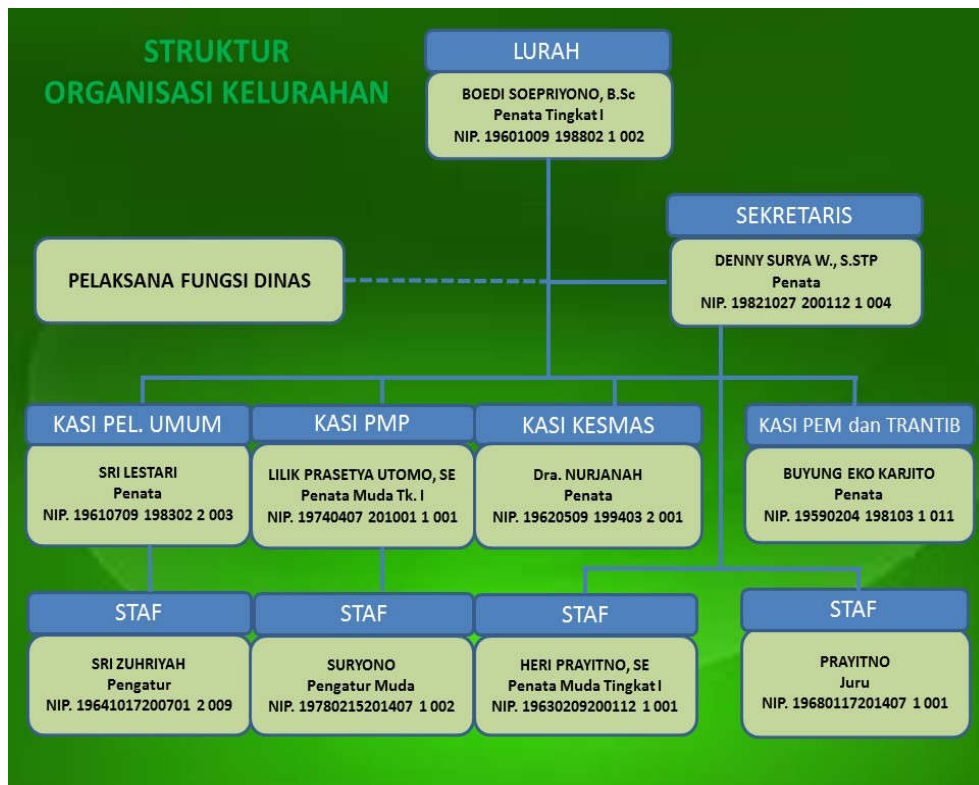 STRUKTUR
ORGANISASI KELURAHAN
LURAH
BOEDI SOEPRIYONO, B.Sc
Penata Tingkat I
NIP. 19601009 198802 1 002
SEKRETARIS
DENNY SURYA W., S.STP
Penata
NIP. 19821027 200112 1 004
PELAKSANA FUNGSI DINAS
KASI PEL. UMUM
SRI LESTARI
Penata
NIP. 19610709 198302 2 003
KASI PMP
LILIK PRASETYA UTOMO, SE
Penata Muda Tk. I
NIP. 19740407 201001 1 001
KASI KESMAS
Dra. NURJANAH
Penata
NIP. 19620509 199403 2 001
KASI PEM dan TRANTIB
BUYUNG EKO KARJITO
Penata
NIP. 19590204 198103 1 011
STAF
SRI ZUHRIYAH
Pengatur
NIP. 19641017200701 2 009
STAF
SURYONO
Pengatur Muda
NIP. 19780215201407 1 002
STAF
HERI PRAYITNO, SE
Penata Muda Tingkat I
NIP. 19630209200112 1 001
STAF
PRAYITNO
Juru
NIP. 19680117201407 1 001